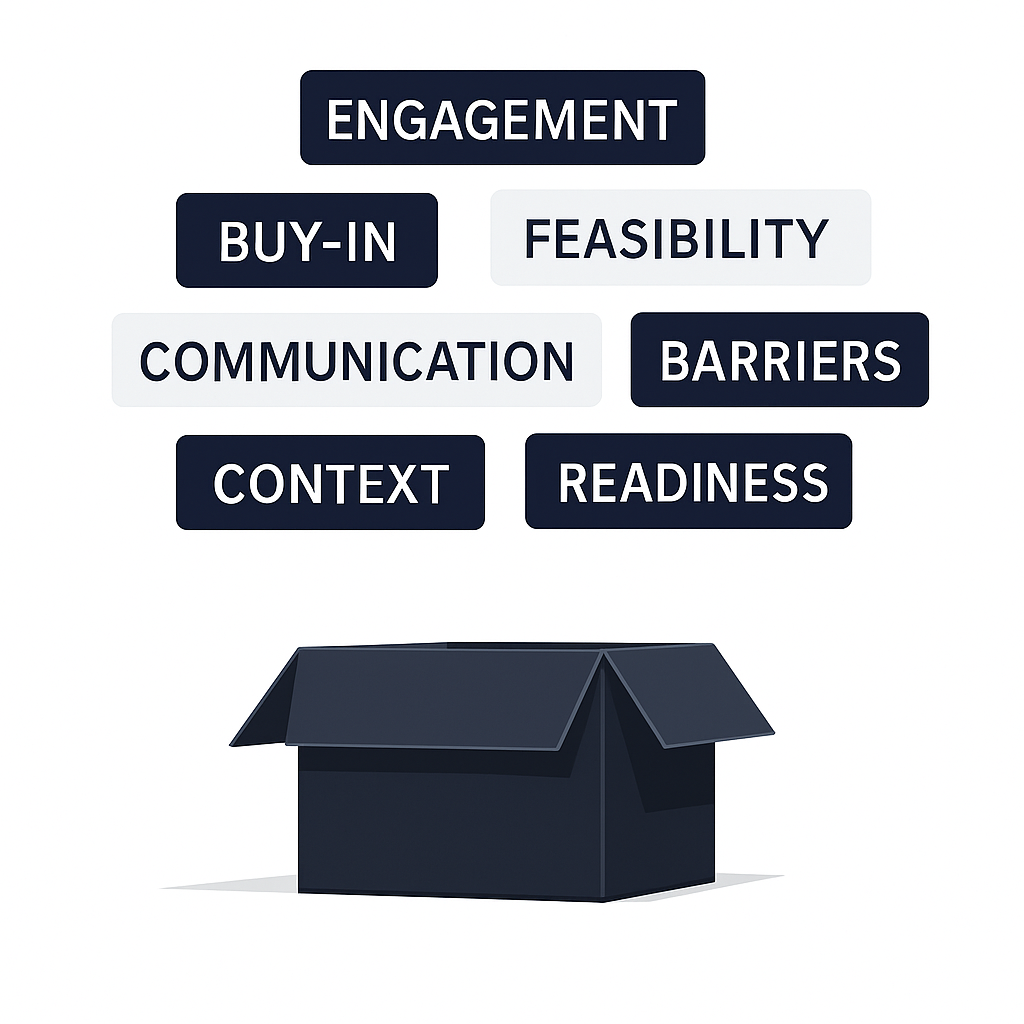 ENGAGEMENT
BUY-IN FEASIBILITY
COMMUNICATION BARRIERS
CONTEXT READINESS